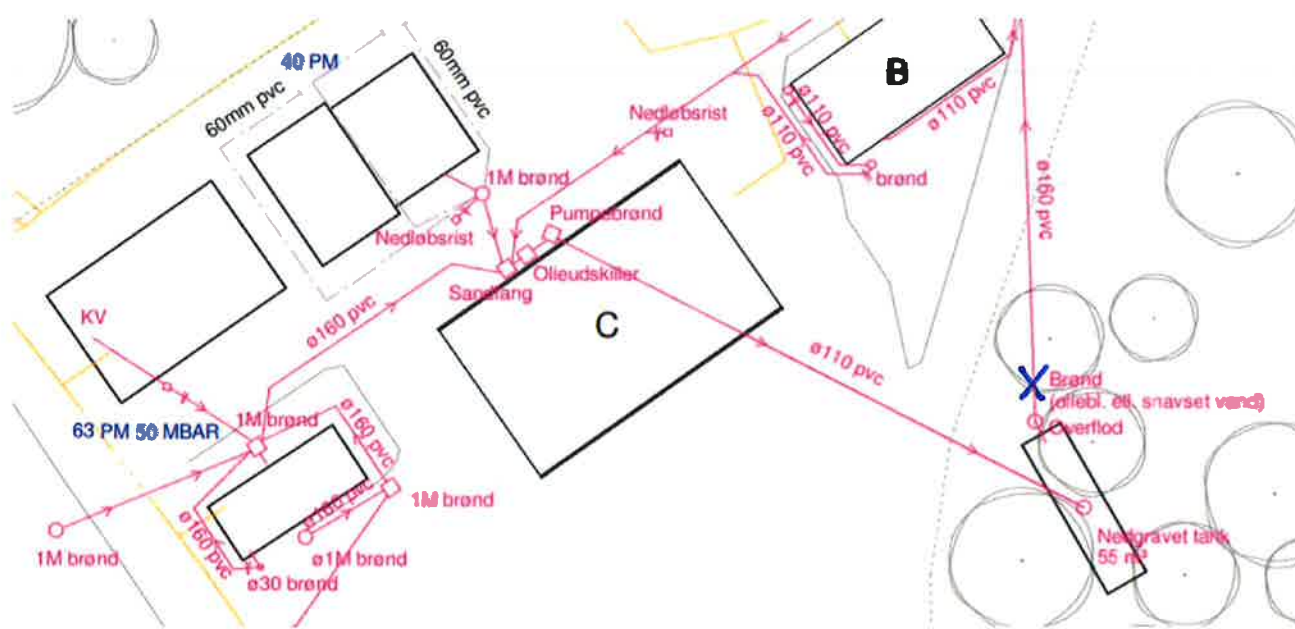 40 PM
60mm pvc
60mm pvc
B
ø110 pvc
ø110 pvc
ø110 pvc
Nedløbsrist
brønd
ø160 pvc
1M brønd
Pumpebrønd
Nedløbsrist
Olieudskiller
Sandfang
KV
ø160 pvc
C
ø110 pvc
Brønd
(oliebl. ell. snavset vand)
Overflod
1M brønd
63 PM 50 MBAR
ø160 pvc
1M brønd
ø160 pvc
Nedgravet tank
55 m³
ø160 pvc
1M brønd
ø1M brønd
ø30 brønd